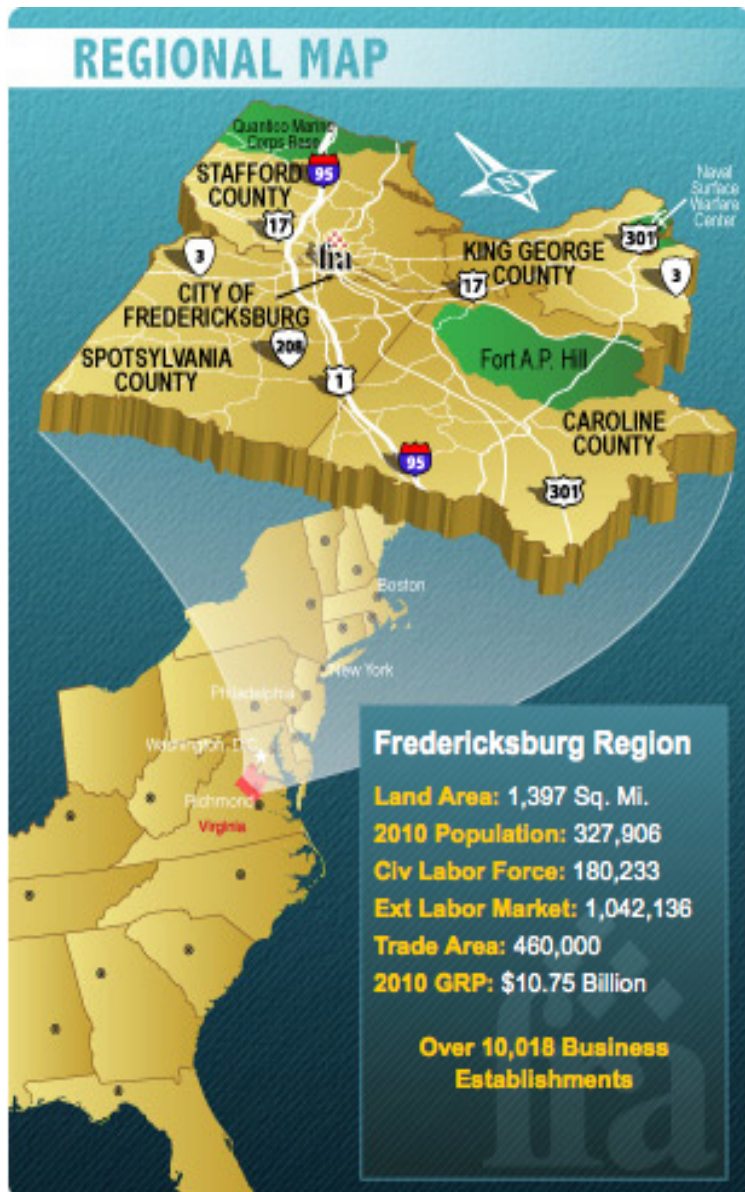 REGIONAL MAP
Quantico Marine
Corps Rese
STAFFORD
COUNTY
95
17
Naval
Surface
Warfare
Center
3
fra
KING GEORGE
COUNTY
301
3
17
CITY OF
FREDERICKSBURG
N
208
SPOTSYLVANIA
COUNTY
1
Fort A.P. Hill
CAROLINE
COUNTY
95
301
Boston
New York
Philadelphia
Washington, D.C.
Richmond
Virginia
Fredericksburg Region
Land Area: 1,397 Sq. Mi.
2010 Population: 327,906
Civ Labor Force: 180,233
Ext Labor Market: 1,042,136
Trade Area: 460,000
2010 GRP: $10.75 Billion
Over 10,018 Business
Establishments
fra